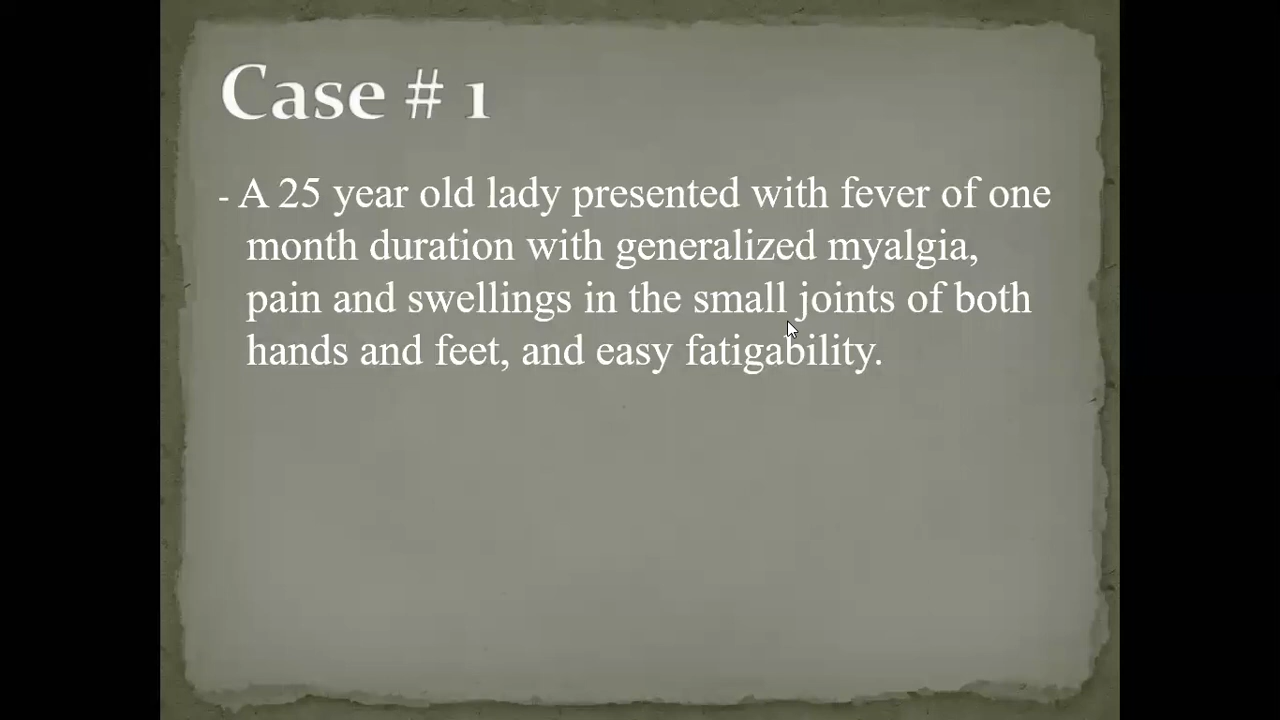 Case # 1
- A 25 year old lady presented with fever of one
month duration with generalized myalgia,
pain and swellings in the small joints of both
hands and feet, and easy fatigability.